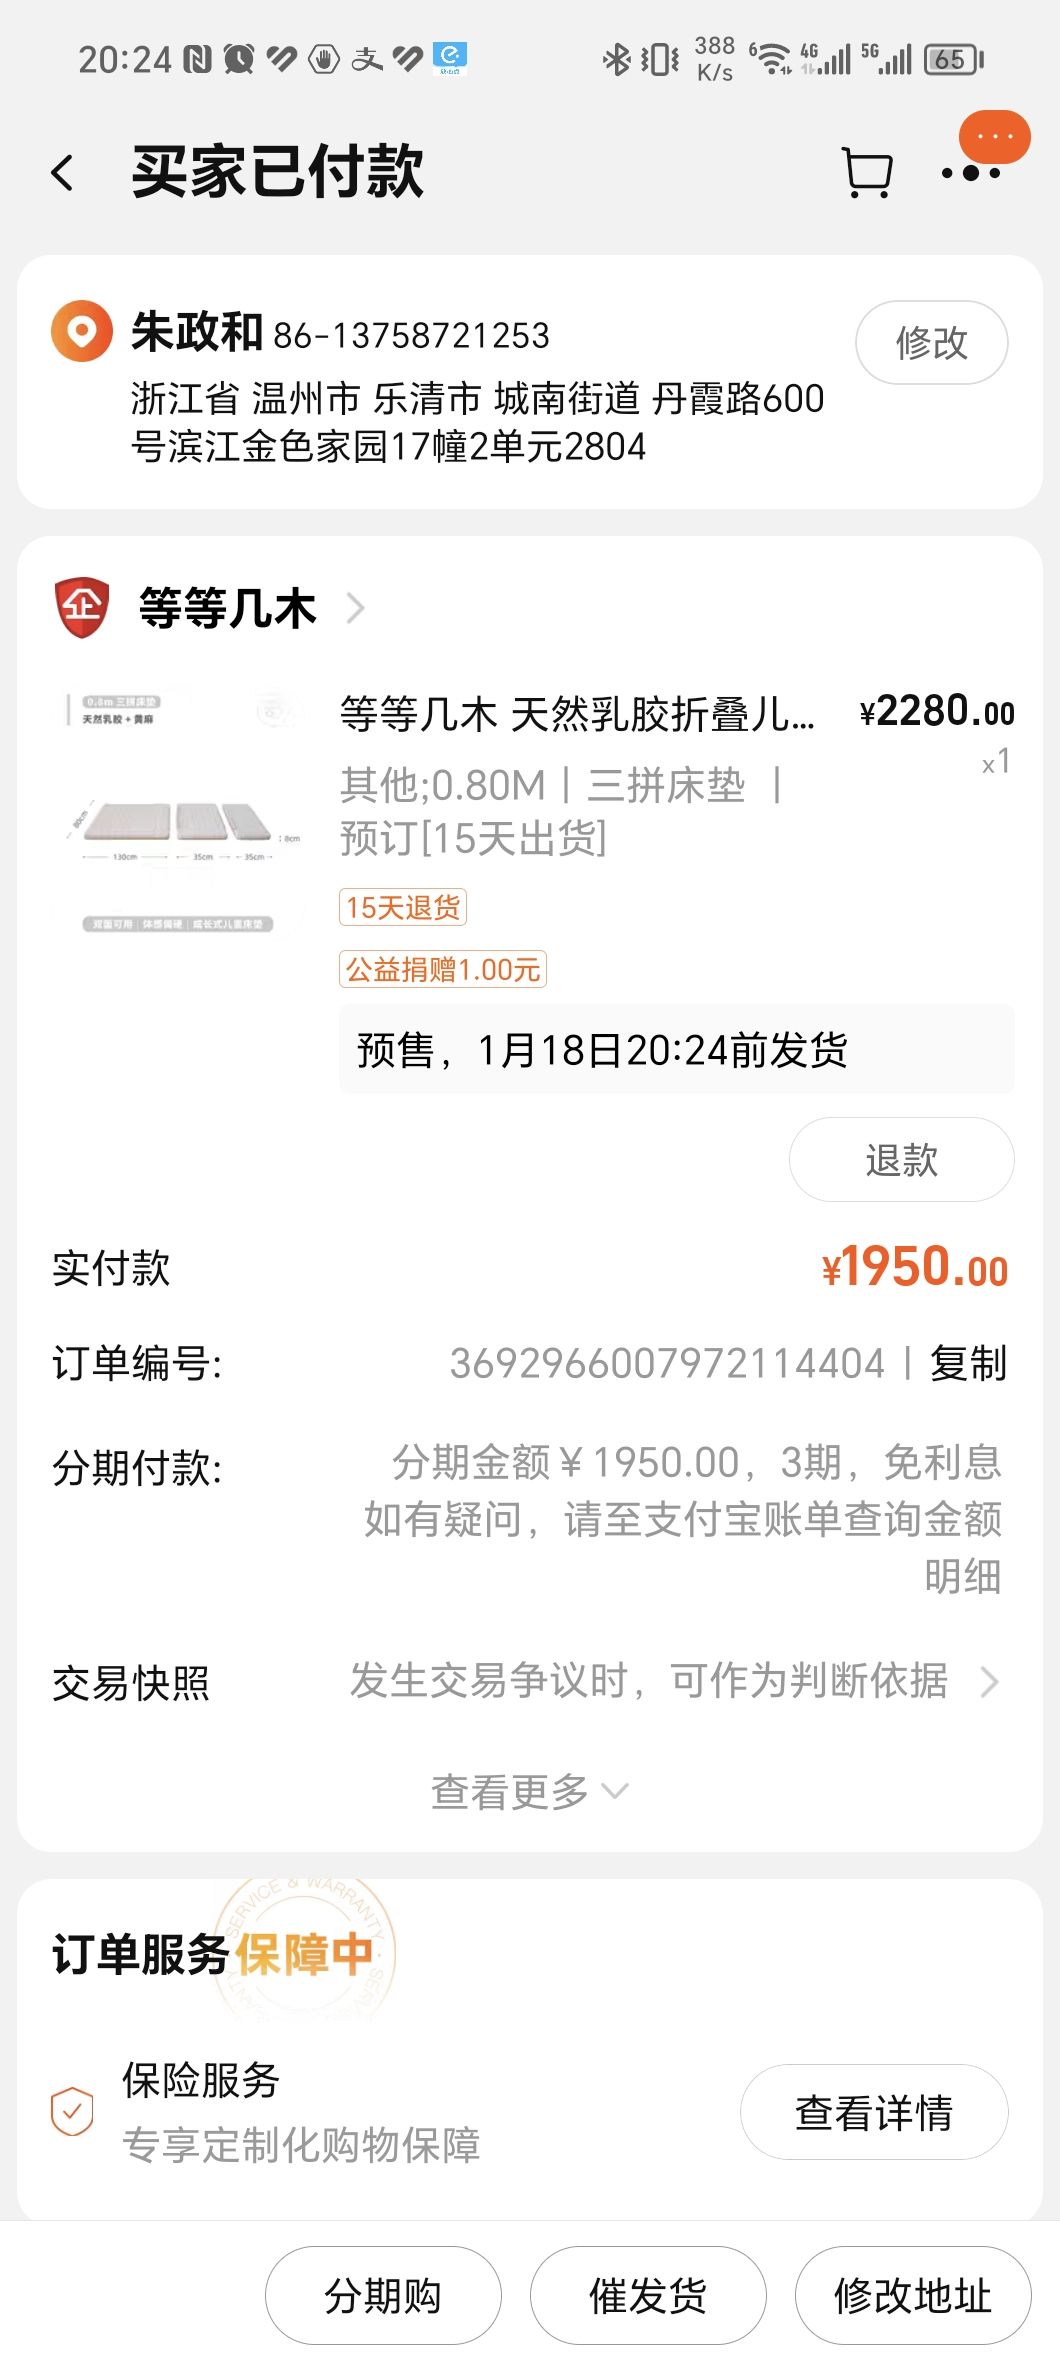 20:24
388
K/s
6
4G
5G
65
买家已付款
朱政和 86-13758721253
修改
浙江省 温州市 乐清市 城南街道 丹霞路600
号滨江金色家园17幢2单元2804
企 等等几木
0.8m 三拼床垫
天然乳胶 + 黄麻
80cm
8cm
130cm 35cm 35cm
双面可用 | 体感偏硬 | 成长式儿童床垫
等等几木 天然乳胶折叠儿... ¥2280.00
x1
其他;0.80M丨三拼床垫 丨
预订[15天出货]
15天退货
公益捐赠1.00元
预售，1月18日20:24前发货
退款
实付款 ¥1950.00
订单编号: 3692966007972114404 | 复制
分期付款: 分期金额￥1950.00，3期，免利息
如有疑问，请至支付宝账单查询金额
明细
交易快照 发生交易争议时，可作为判断依据
查看更多
SERVICE & WARRANTY
订单服务保障中
保险服务
专享定制化购物保障
查看详情
分期购 催发货 修改地址